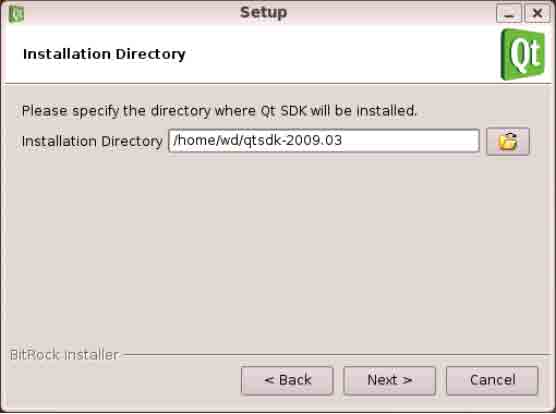 Setup
Installation Directory
Qt
Please specify the directory where Qt SDK will be installed.
Installation Directory /home/wd/qtsdk-2009.03
BitRock Installer
< Back Next > Cancel